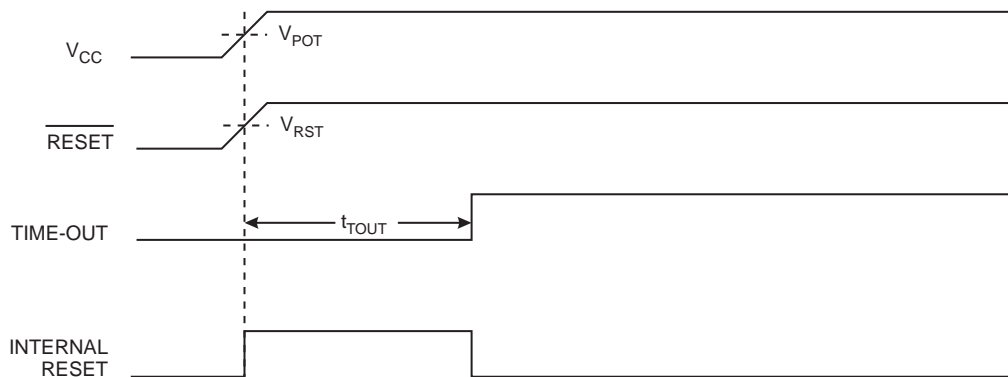 VCC
VPOT
RESET
VRST
TIME-OUT
tTOUT
INTERNAL
RESET